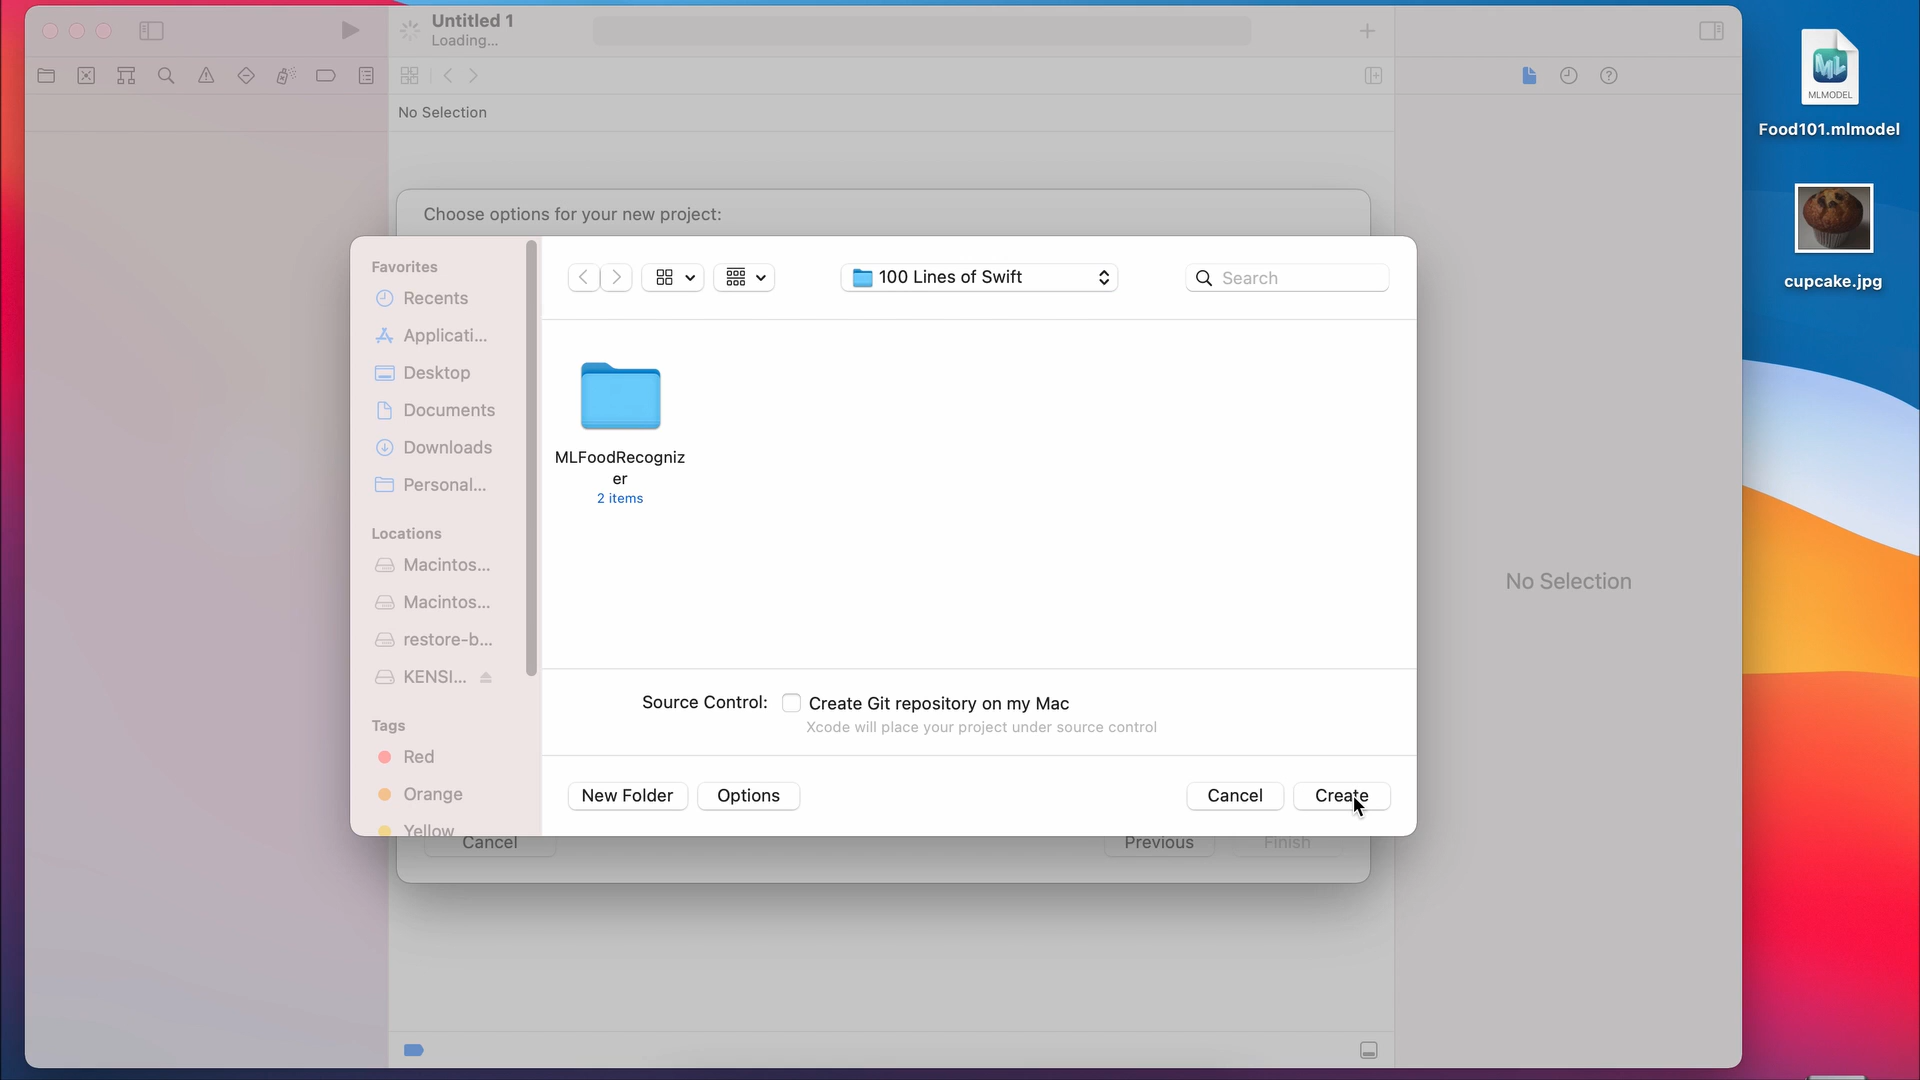 Untitled 1
Loading...
No Selection
Choose options for your new project:
Favorites
Recents
Applicati...
Desktop
Documents
Downloads
Personal...
Locations
Macintos...
Macintos...
restore-b...
KENSI...
Tags
Red
Orange
Yellow
100 Lines of Swift
Search
MLFoodRecogniz
er
2 items
Source Control:
Create Git repository on my Mac
Xcode will place your project under source control
New Folder
Options
Cancel
Create
Cancel
Previous
Finish
No Selection
ML
MLMODEL
Food101.mlmodel
cupcake.jpg